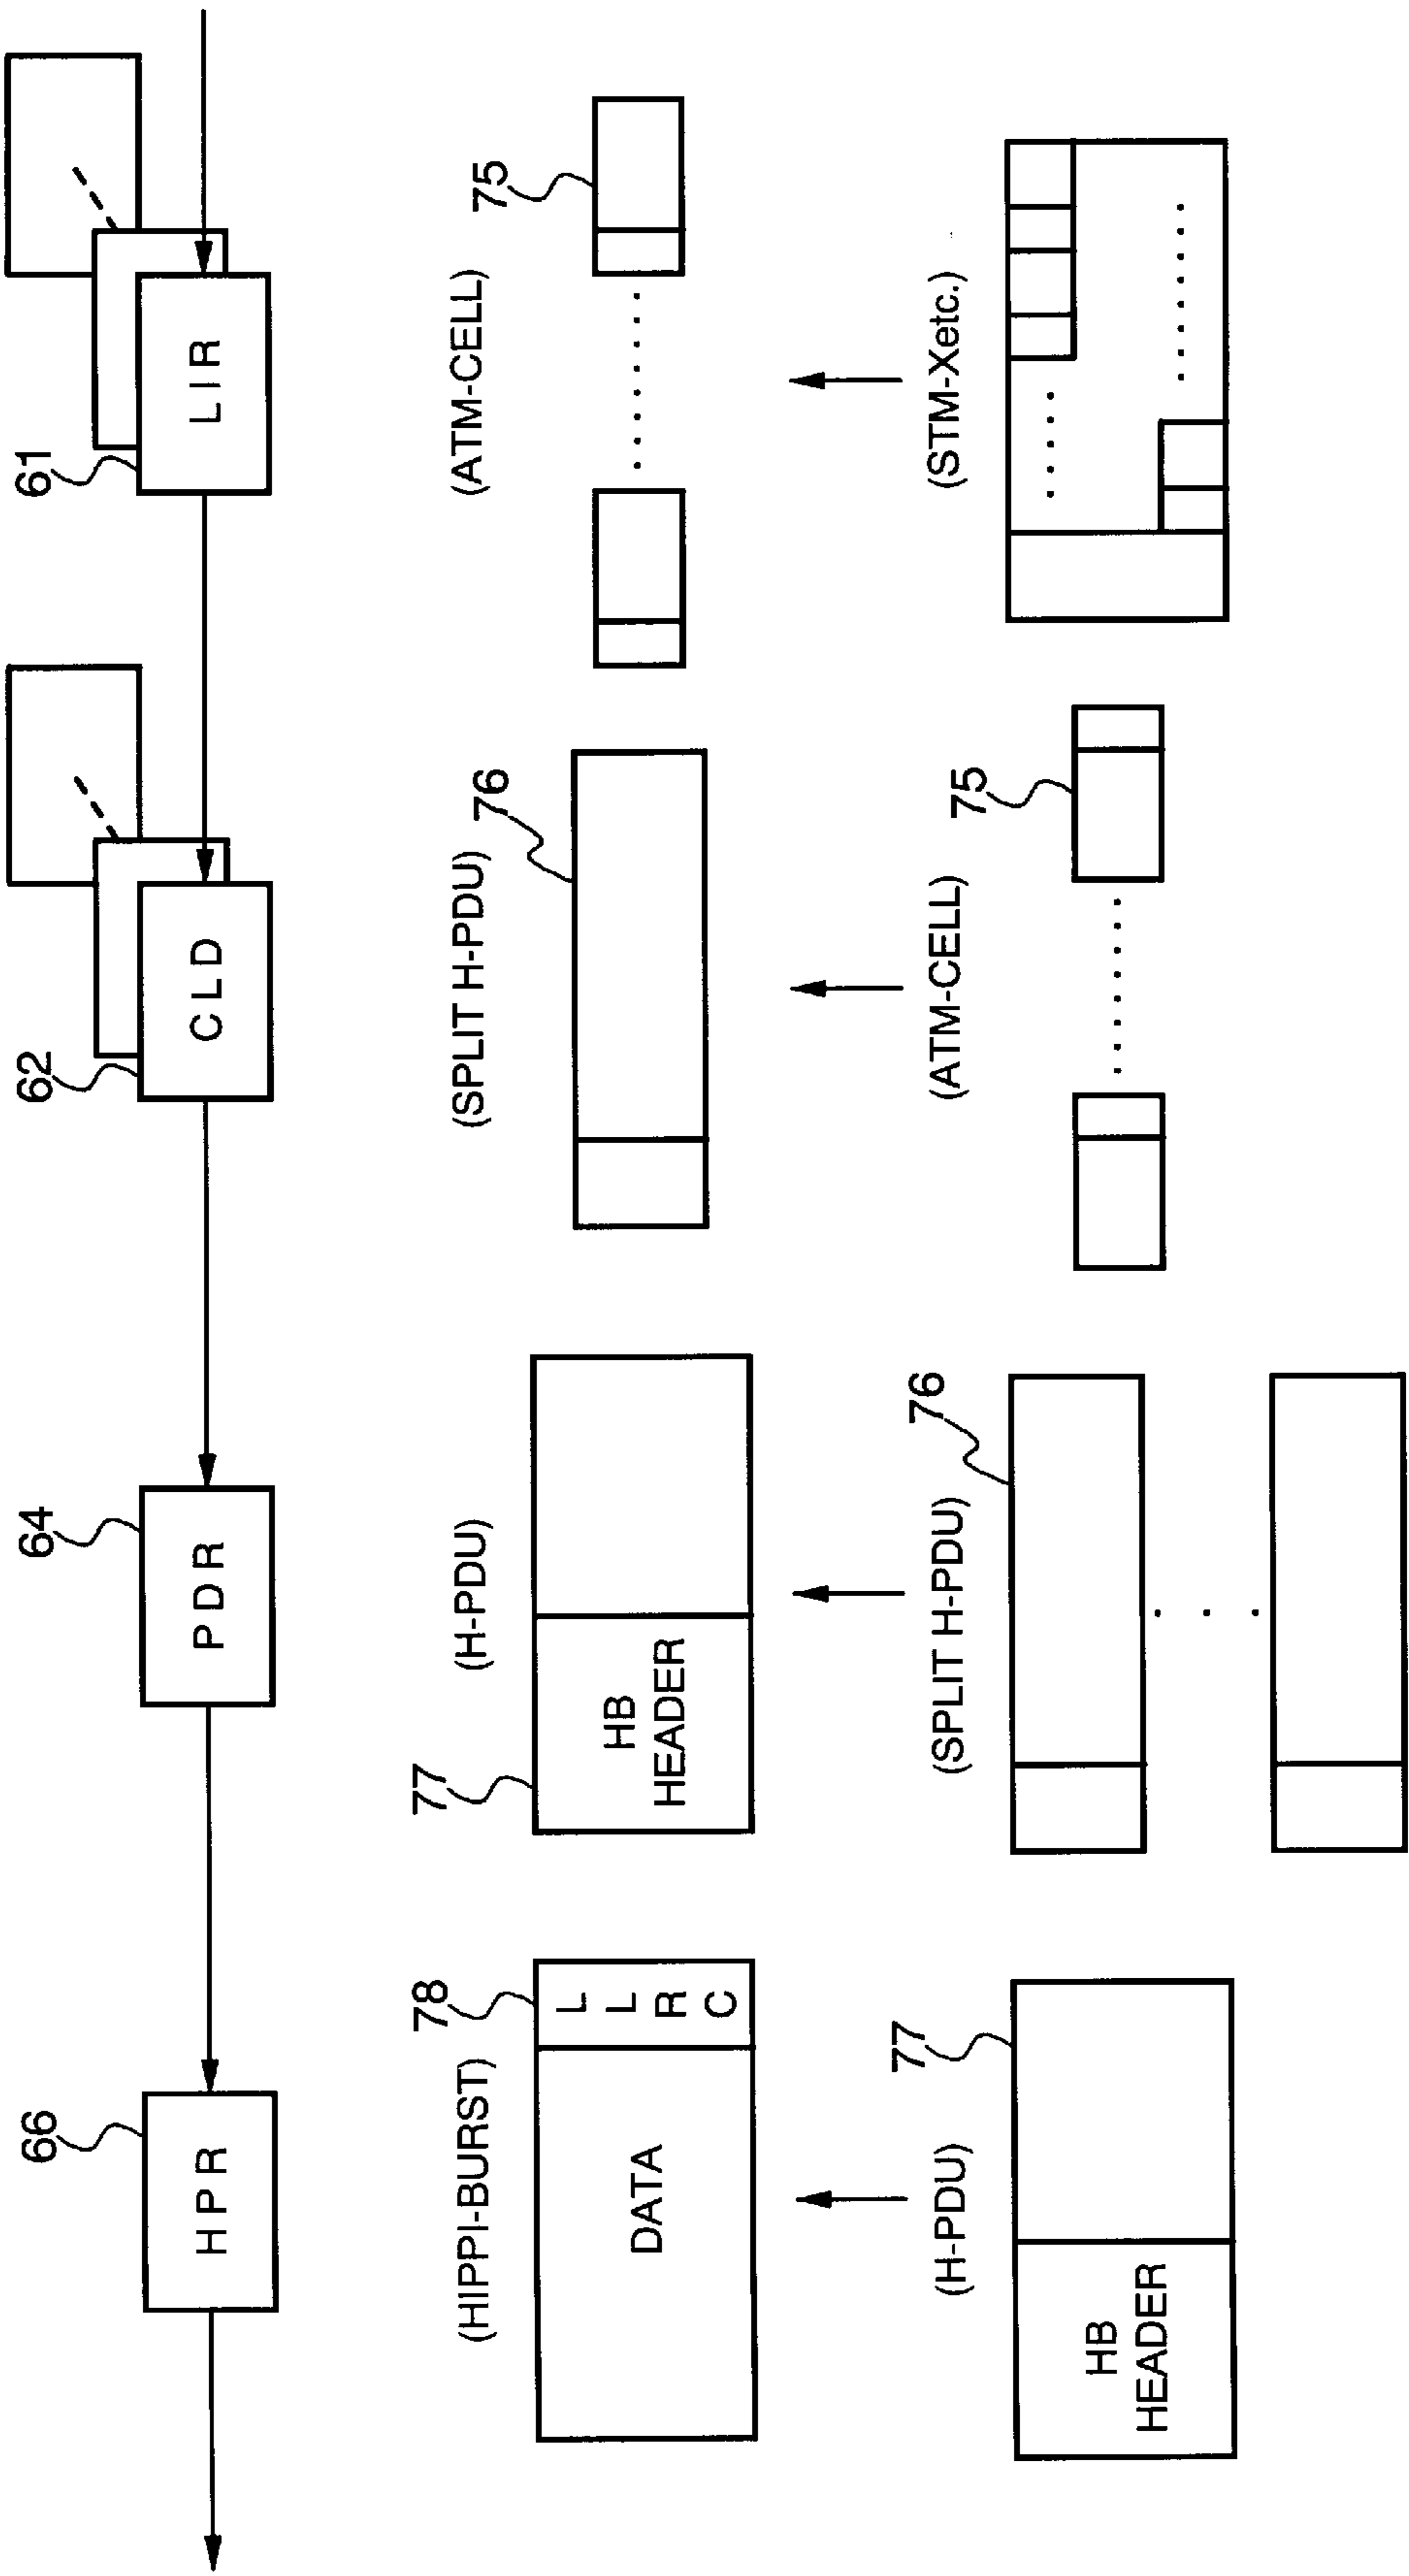 66
64
62
61
HPR
PDR
CLD
LIR
78
77
76
75
(HIPPI-BURST)
(H-PDU)
(SPLIT H-PDU)
(ATM-CELL)
DATA
LLRC
HB
HEADER
77
76
75
(H-PDU)
(SPLIT H-PDU)
(ATM-CELL)
(STM-Xetc.)
HB
HEADER